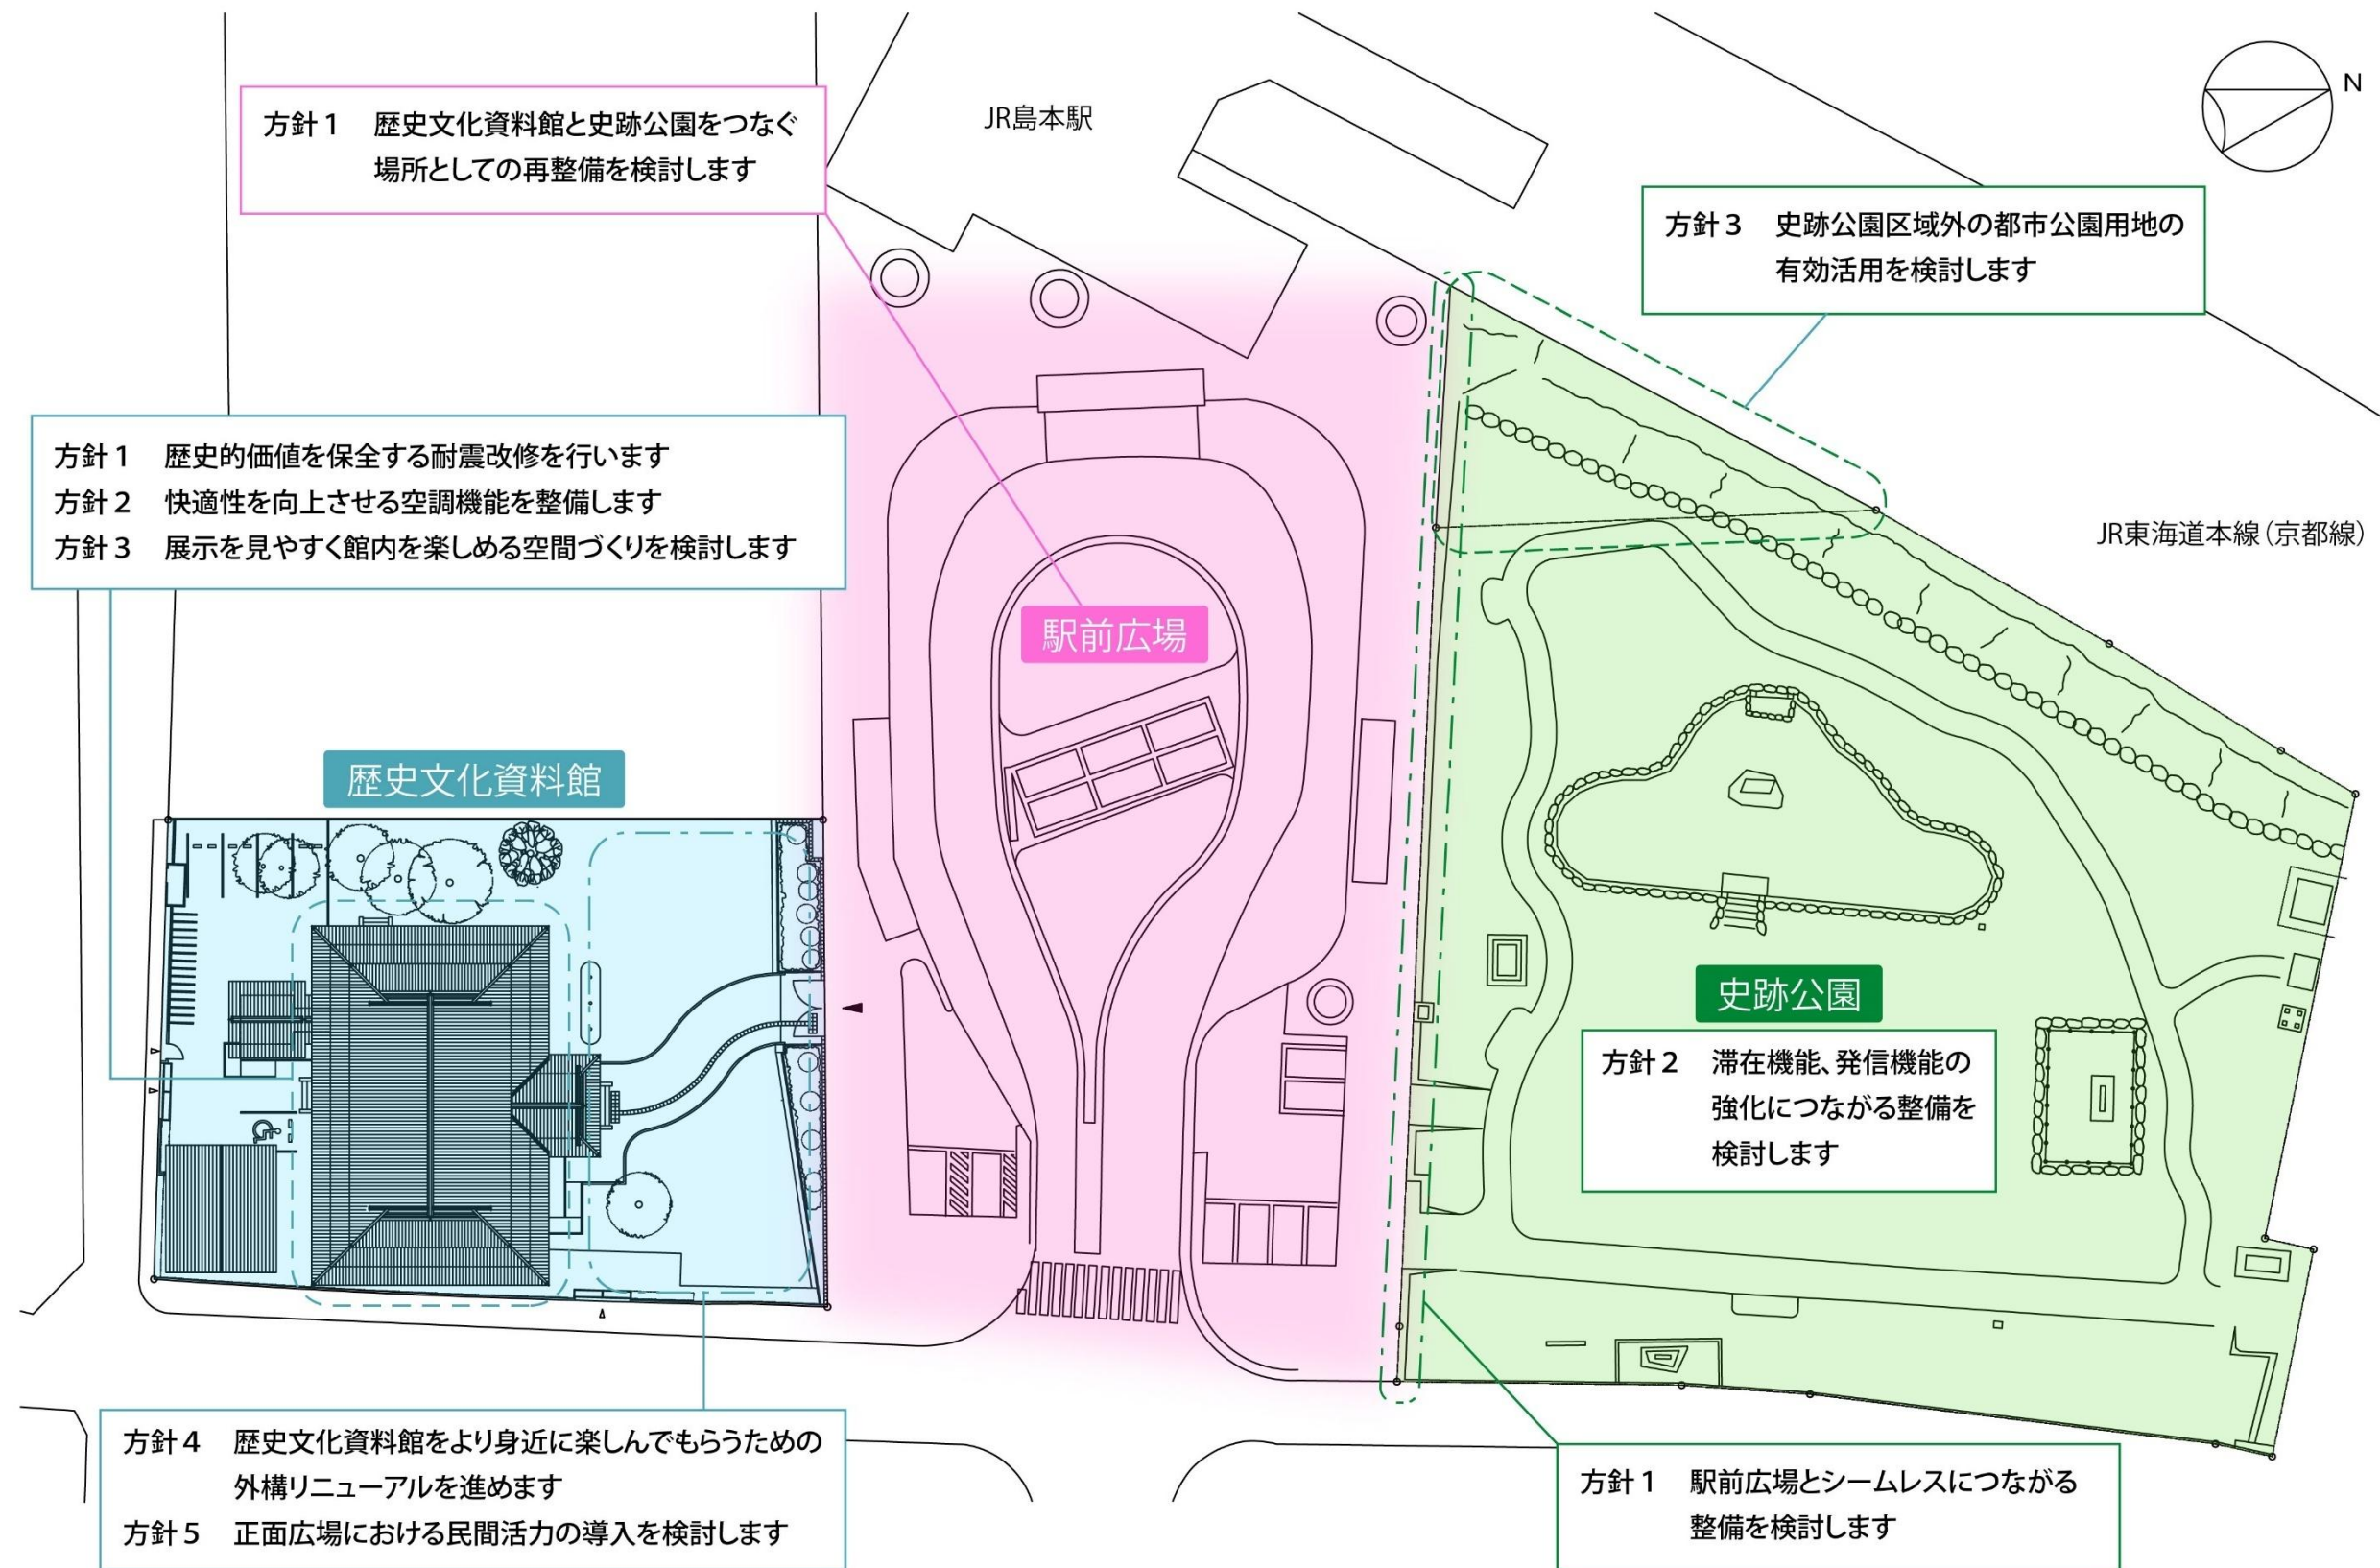 N
JR島本駅
方針1 歴史文化資料館と史跡公園をつなぐ
場所としての再整備を検討します
方針3 史跡公園区域外の都市公園用地の
有効活用を検討します
方針1 歴史的価値を保全する耐震改修を行います
方針2 快適性を向上させる空調機能を整備します
方針3 展示を見やすく館内を楽しめる空間づくりを検討します
JR東海道本線(京都線)
駅前広場
歴史文化資料館
史跡公園
方針2 滞在機能、発信機能の
強化につながる整備を
検討します
方針4 歴史文化資料館をより身近に楽しんでもらうための
外構リニューアルを進めます
方針5 正面広場における民間活力の導入を検討します
方針1 駅前広場とシームレスにつながる
整備を検討します